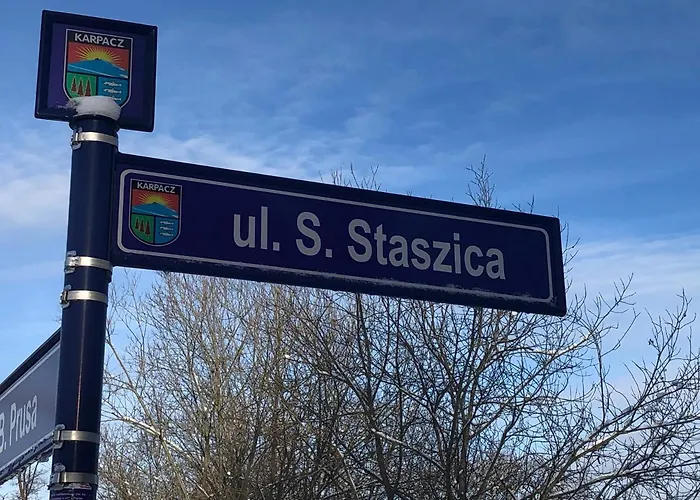 KARPACZ
KARPACZ
ul. S. Staszica
B. Prusa